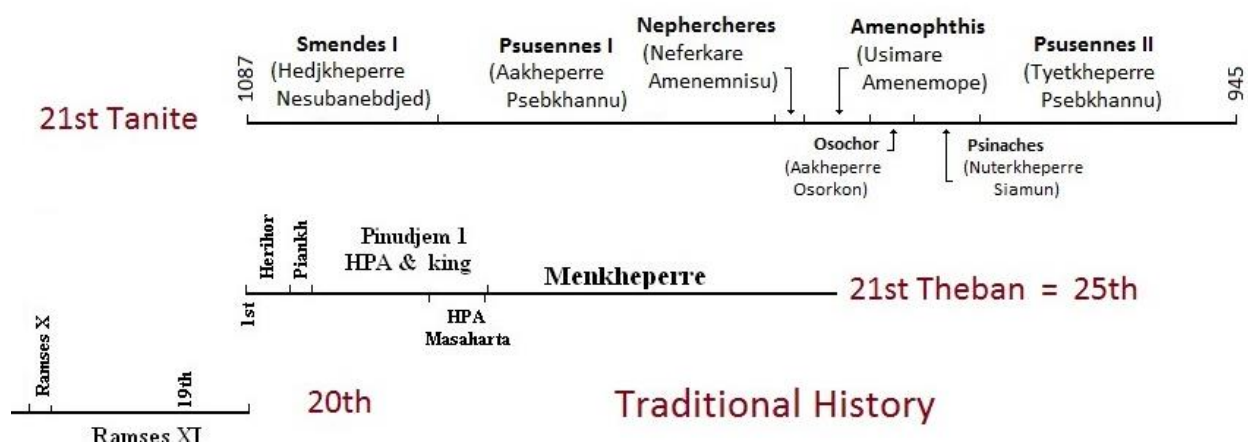 Smendes I
(Hedjkheperre
Nesubanebdjed)
Psusennes I
(Aakheperre
Psebkhannu)
Nephercheres
(Neferkare
Amenemnisu)
Amenophthis
(Usimare
Amenemope)
Psusennes II
(Tyetkheperre
Psebkhannu)
1087
945
21st Tanite
Osochor
(Aakheperre
Osorkon)
Psinaches
(Nuterkheperre
Siamun)
Herihor
Piankh
Pinudjem 1
HPA & king
Menkheperre
21st Theban = 25th
1st
HPA
Masaharta
Ramses X
19th
20th
Traditional History
Ramses XI